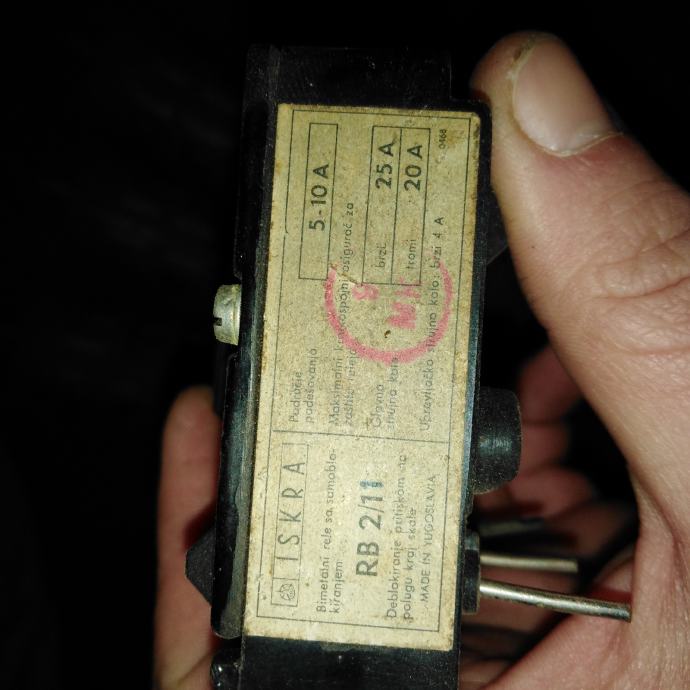 ISKRA
Bimetalni rele sa samoblo-
kiranjem
RB 2/11
Deblokiranje pritiskom na
polugu kraj skale
MADE IN YUGOSLAVIA
Područje
podešavanja
5-10 A
Maksimalni kratkospojni osigurač za
zaštitu releja
Glavna
strujna kola
brzi 25 A
tromi 20 A
Upravljačko strujno kolo: brzi 4 A
0468